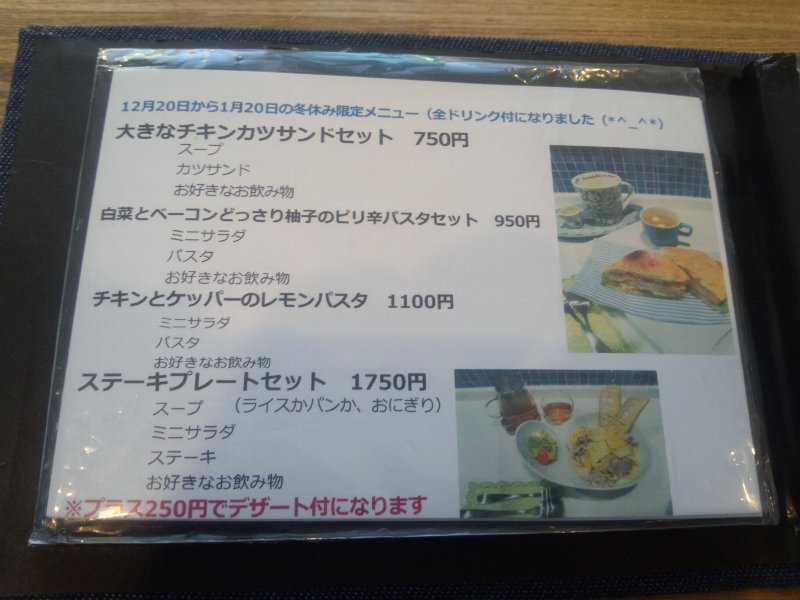 12月20日から1月20日の冬休み限定メニュー（全ドリンク付になりました（*^_^*）
大きなチキンカツサンドセット　750円
スープ
カツサンド
お好きなお飲み物
白菜とベーコンどっさり柚子のピリ辛パスタセット　950円
ミニサラダ
パスタ
お好きなお飲み物
チキンとケッパーのレモンパスタ　1100円
ミニサラダ
パスタ
お好きなお飲み物
ステーキプレートセット　1750円
スープ　（ライスかパンか、おにぎり）
ミニサラダ
ステーキ
お好きなお飲み物
※プラス250円でデザート付になります